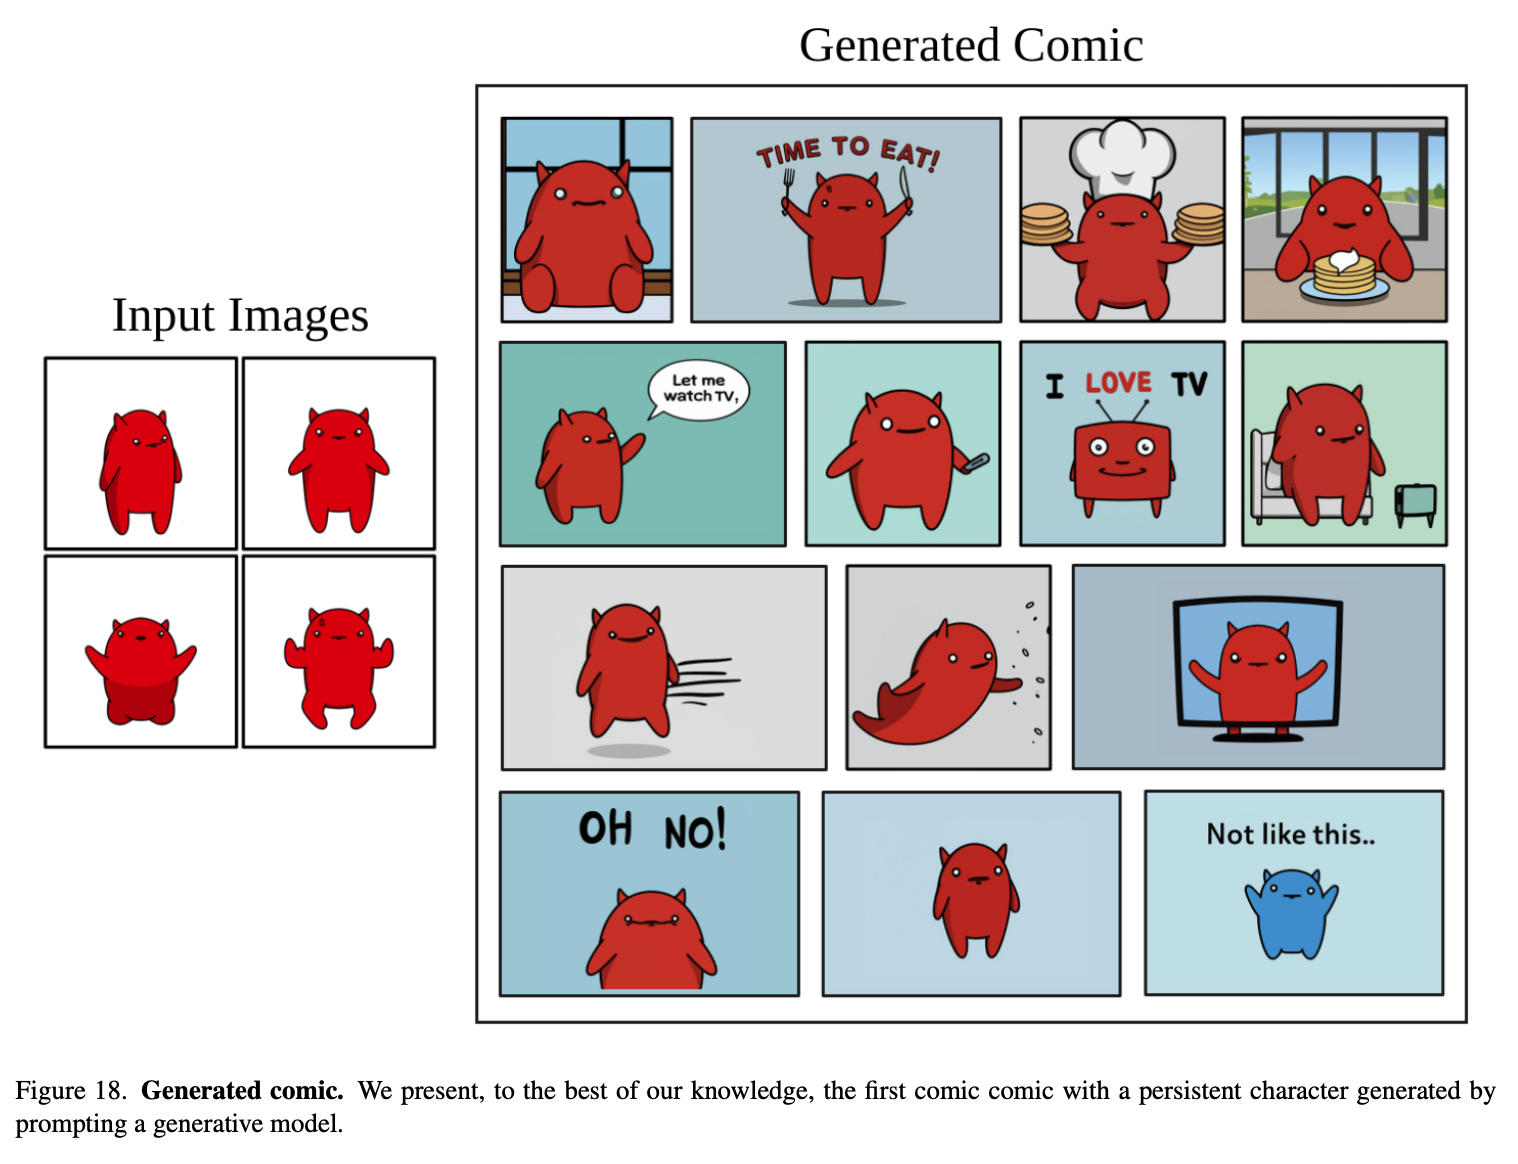 Generated Comic
Input Images
TIME TO EAT!
Let me
watch TV,
I LOVE TV
OH NO!
Not like this..
Figure 18. Generated comic. We present, to the best of our knowledge, the first comic comic with a persistent character generated by
prompting a generative model.